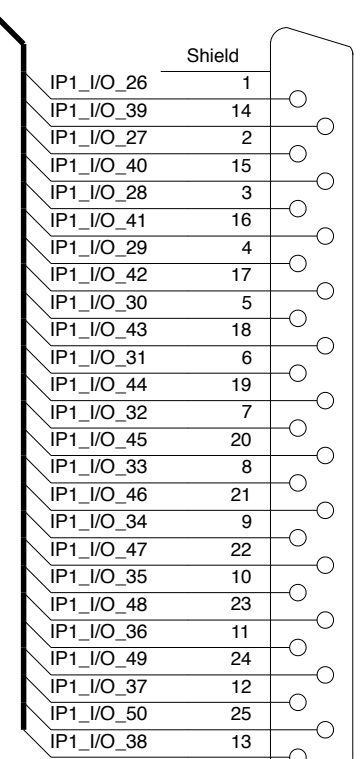 Shield
IP1_I/O_26 1
IP1_I/O_39 14
IP1_I/O_27 2
IP1_I/O_40 15
IP1_I/O_28 3
IP1_I/O_41 16
IP1_I/O_29 4
IP1_I/O_42 17
IP1_I/O_30 5
IP1_I/O_43 18
IP1_I/O_31 6
IP1_I/O_44 19
IP1_I/O_32 7
IP1_I/O_45 20
IP1_I/O_33 8
IP1_I/O_46 21
IP1_I/O_34 9
IP1_I/O_47 22
IP1_I/O_35 10
IP1_I/O_48 23
IP1_I/O_36 11
IP1_I/O_49 24
IP1_I/O_37 12
IP1_I/O_50 25
IP1_I/O_38 13